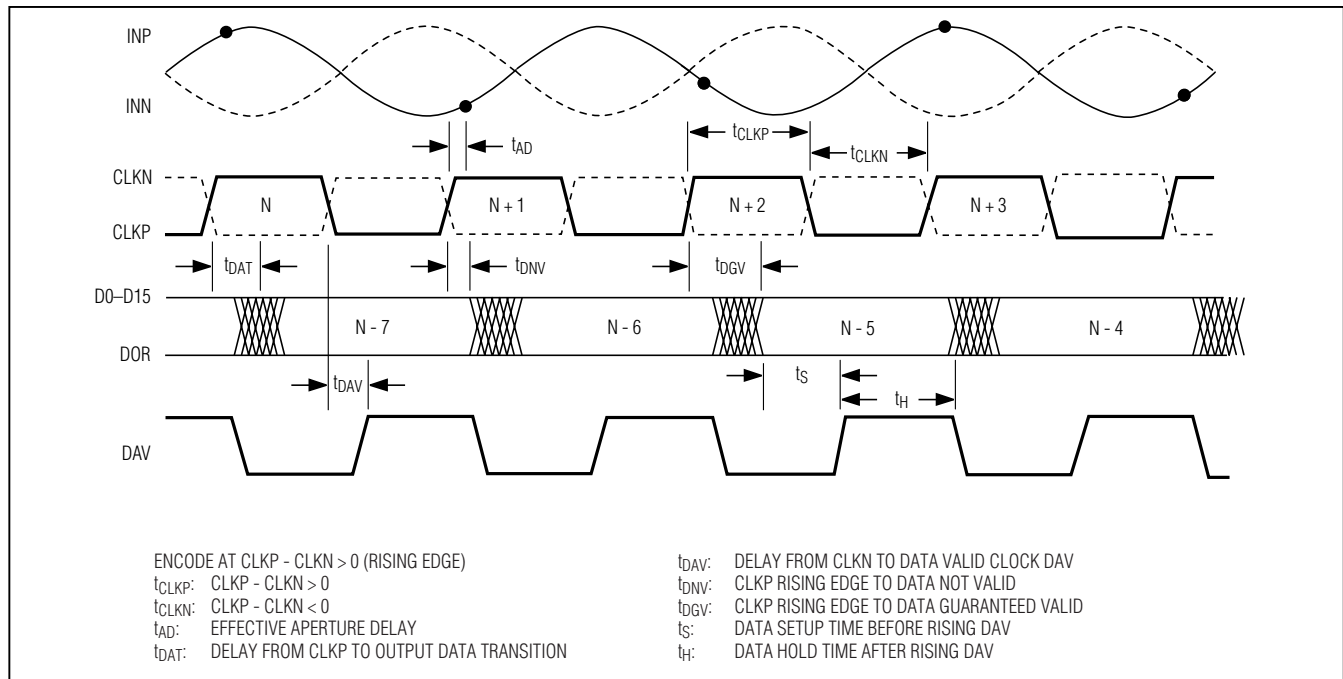 INP
INN
tAD
tCLKP
tCLKN
CLKN
N
N + 1
N + 2
N + 3
CLKP
tDAT
tDNV
tDGV
D0–D15
N - 7
N - 6
N - 5
N - 4
DOR
tDAV
tS
tH
DAV
ENCODE AT CLKP - CLKN > 0 (RISING EDGE)
tCLKP: CLKP - CLKN > 0
tCLKN: CLKP - CLKN < 0
tAD: EFFECTIVE APERTURE DELAY
tDAT: DELAY FROM CLKP TO OUTPUT DATA TRANSITION
tDAV: DELAY FROM CLKN TO DATA VALID CLOCK DAV
tDNV: CLKP RISING EDGE TO DATA NOT VALID
tDGV: CLKP RISING EDGE TO DATA GUARANTEED VALID
tS: DATA SETUP TIME BEFORE RISING DAV
tH: DATA HOLD TIME AFTER RISING DAV